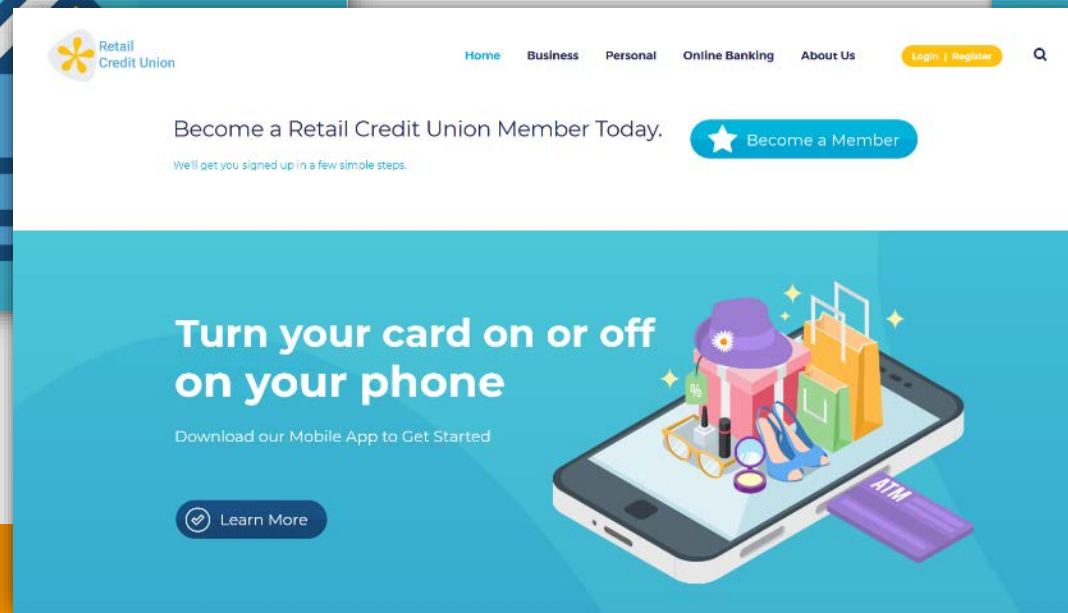 Retail
Credit Union
Home Business Personal Online Banking About Us Login | Register
Become a Retail Credit Union Member Today.
Become a Member
We'll get you signed up in a few simple steps.
Turn your card on or off
on your phone
Download our Mobile App to Get Started
Learn More
%
ATM